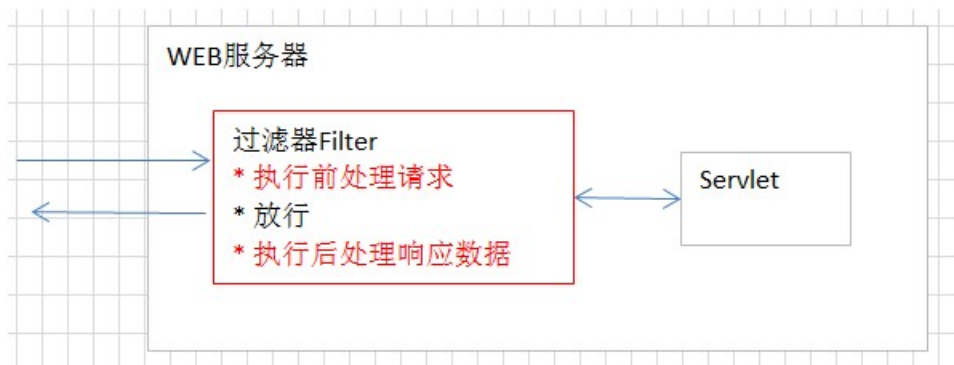 WEB服务器
过滤器Filter
* 执行前处理请求
* 放行
* 执行后处理响应数据
Servlet